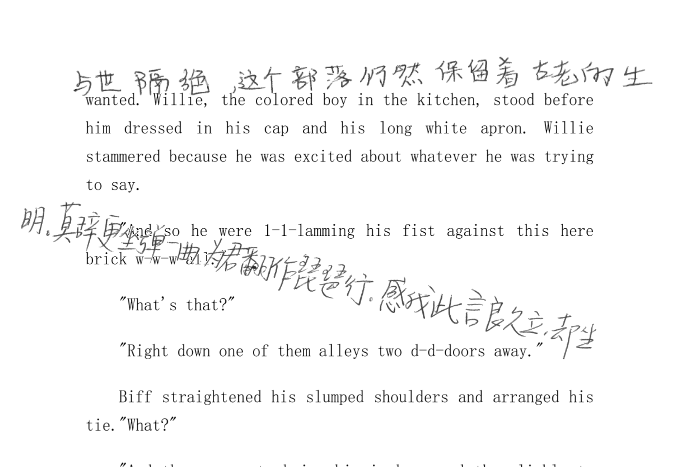 与世隔绝,这个部落仍然保留着古老的生
wanted. Willie, the colored boy in the kitchen, stood before
him dressed in his cap and his long white apron. Willie
stammered because he was excited about whatever he was trying
to say.
明。莫辞更坐弹一曲,为君翻作琵琶行。感我此言良久立,却坐
"And so he were 1-1-lamming his fist against this here
brick w-w-wall."
"What's that?"
"Right down one of them alleys two d-d-doors away."
Biff straightened his slumped shoulders and arranged his
tie. "What?"